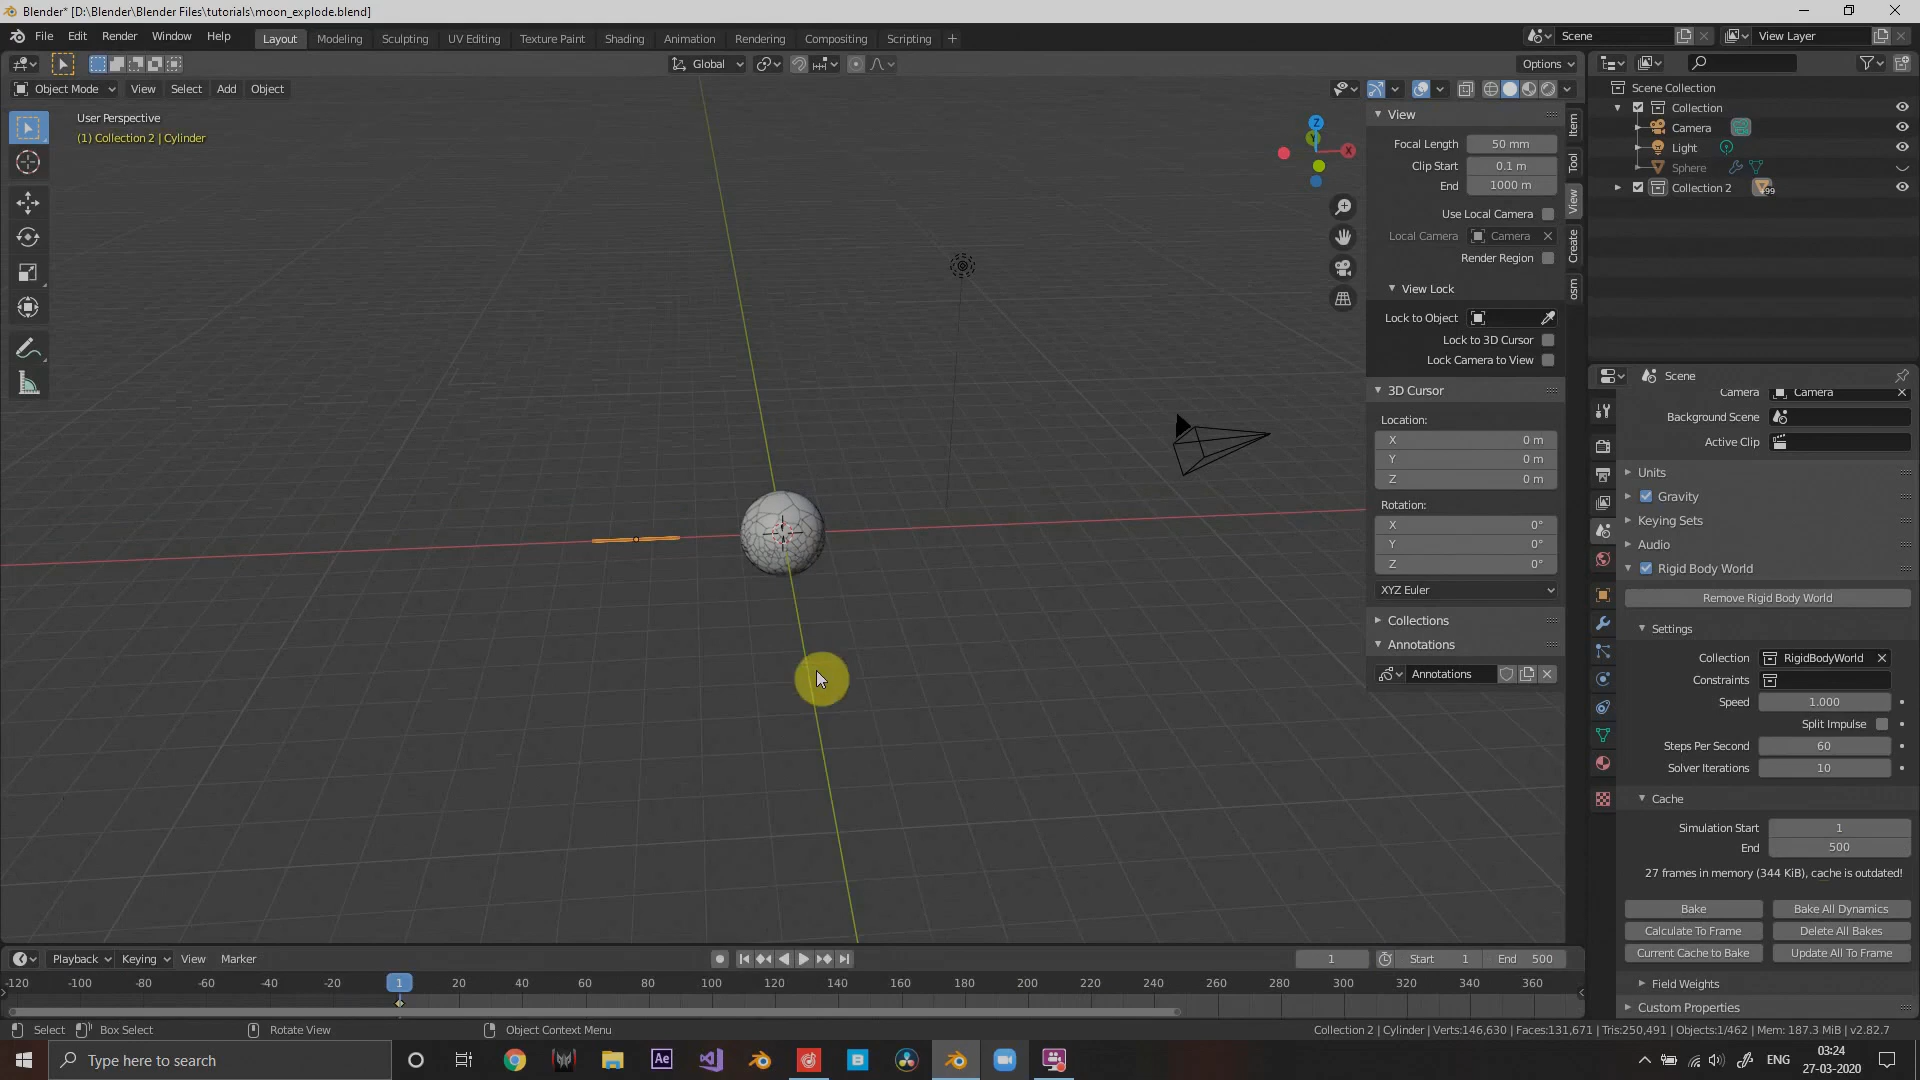 Blender* [D:\Blender\Blender Files\tutorials\moon_explode.blend]
File Edit Render Window Help
Layout Modeling Sculpting UV Editing Texture Paint Shading Animation Rendering Compositing Scripting +
Scene
View Layer
Global
Options
Object Mode View Select Add Object
User Perspective
(1) Collection 2 | Cylinder
Z
Y
X
View
Focal Length 50 mm
Clip Start 0.1 m
End 1000 m
Use Local Camera
Local Camera Camera
Render Region
View Lock
Lock to Object
Lock to 3D Cursor
Lock Camera to View
3D Cursor
Location:
X 0 m
Y 0 m
Z 0 m
Rotation:
X 0°
Y 0°
Z 0°
XYZ Euler
Collections
Annotations
Annotations
Item
Tool
View
Create
osm
Scene Collection
Collection
Camera
Light
Sphere
Collection 2
Scene
Camera Camera
Background Scene
Active Clip
Units
Gravity
Keying Sets
Audio
Rigid Body World
Remove Rigid Body World
Settings
Collection RigidBodyWorld
Constraints
Speed 1.000
Split Impulse
Steps Per Second 60
Solver Iterations 10
Cache
Simulation Start 1
End 500
27 frames in memory (344 KiB), cache is outdated!
Bake Bake All Dynamics
Calculate To Frame Delete All Bakes
Current Cache to Bake Update All To Frame
Field Weights
Custom Properties
Playback Keying View Marker
1 Start 1 End 500
-120 -100 -80 -60 -40 -20 1 20 40 60 80 100 120 140 160 180 200 220 240 260 280 300 320 340 360
Select Box Select Rotate View Object Context Menu
Collection 2 | Cylinder | Verts:146,630 | Faces:131,671 | Tris:250,491 | Objects:1/462 | Mem: 187.3 MiB | v2.82.7
Type here to search
Ae
B
ENG
03:24
27-03-2020